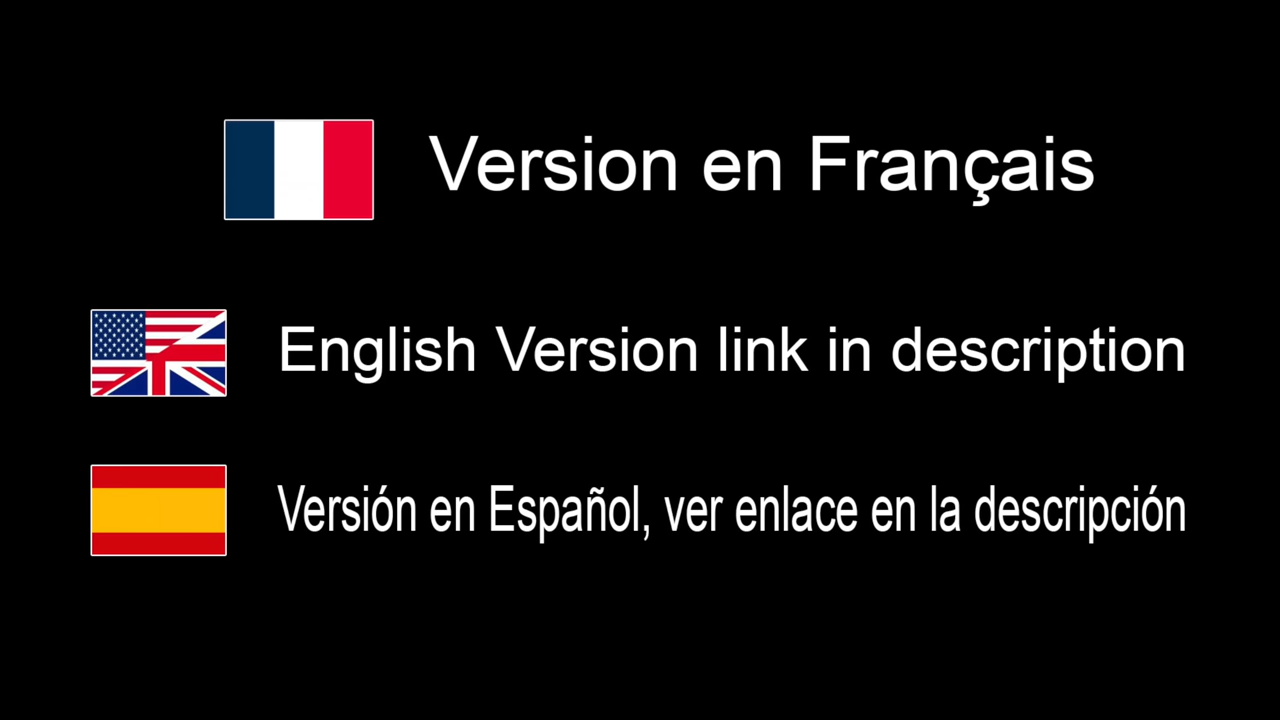 Version en Français
English Version link in description
Versión en Español, ver enlace en la descripción